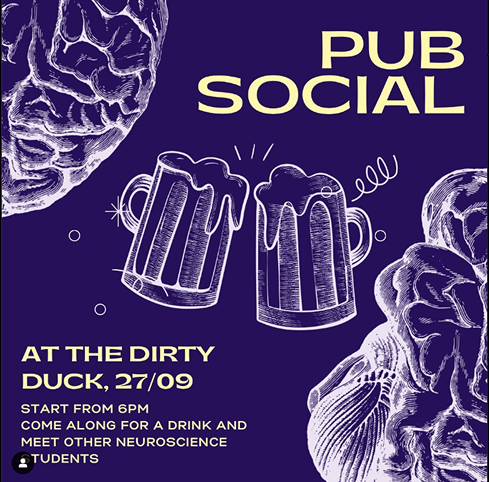 PUB
SOCIAL
AT THE DIRTY
DUCK, 27/09
START FROM 6PM
COME ALONG FOR A DRINK AND
MEET OTHER NEUROSCIENCE
STUDENTS